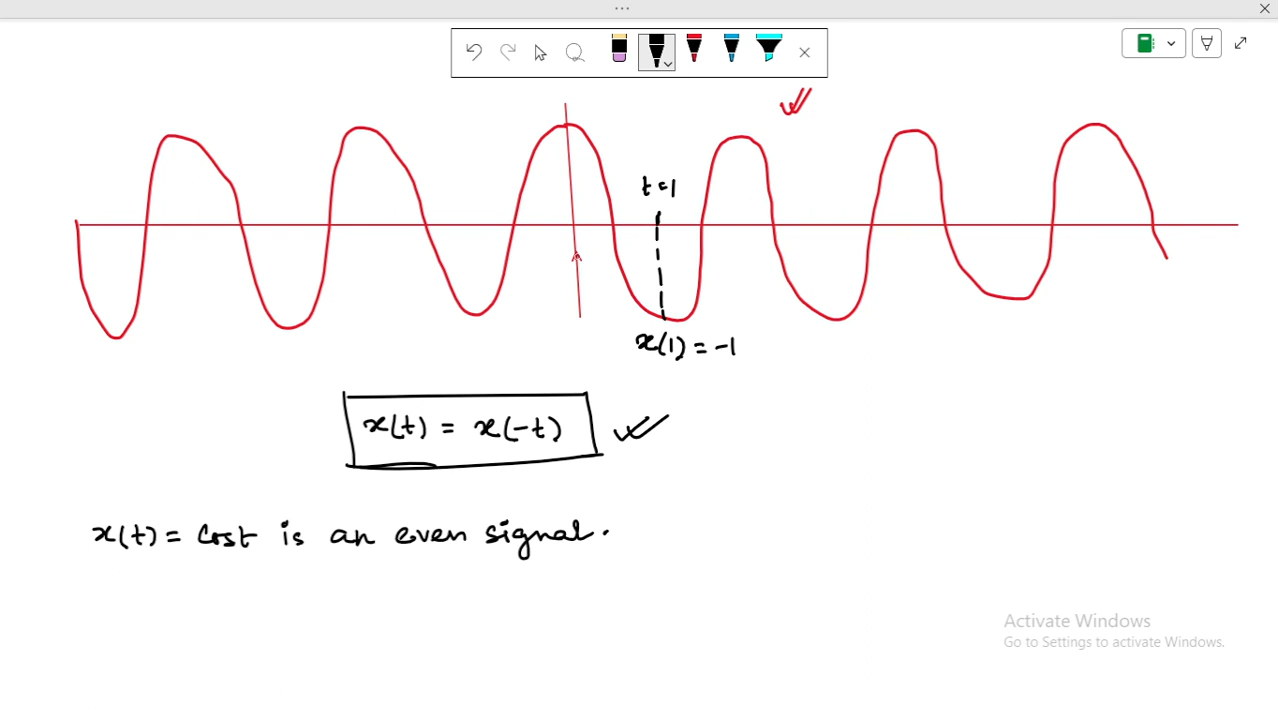 t=1
x(1) = -1
x(t) = x(-t)
x(t) = cost is an even signal.
Activate Windows
Go to Settings to activate Windows.